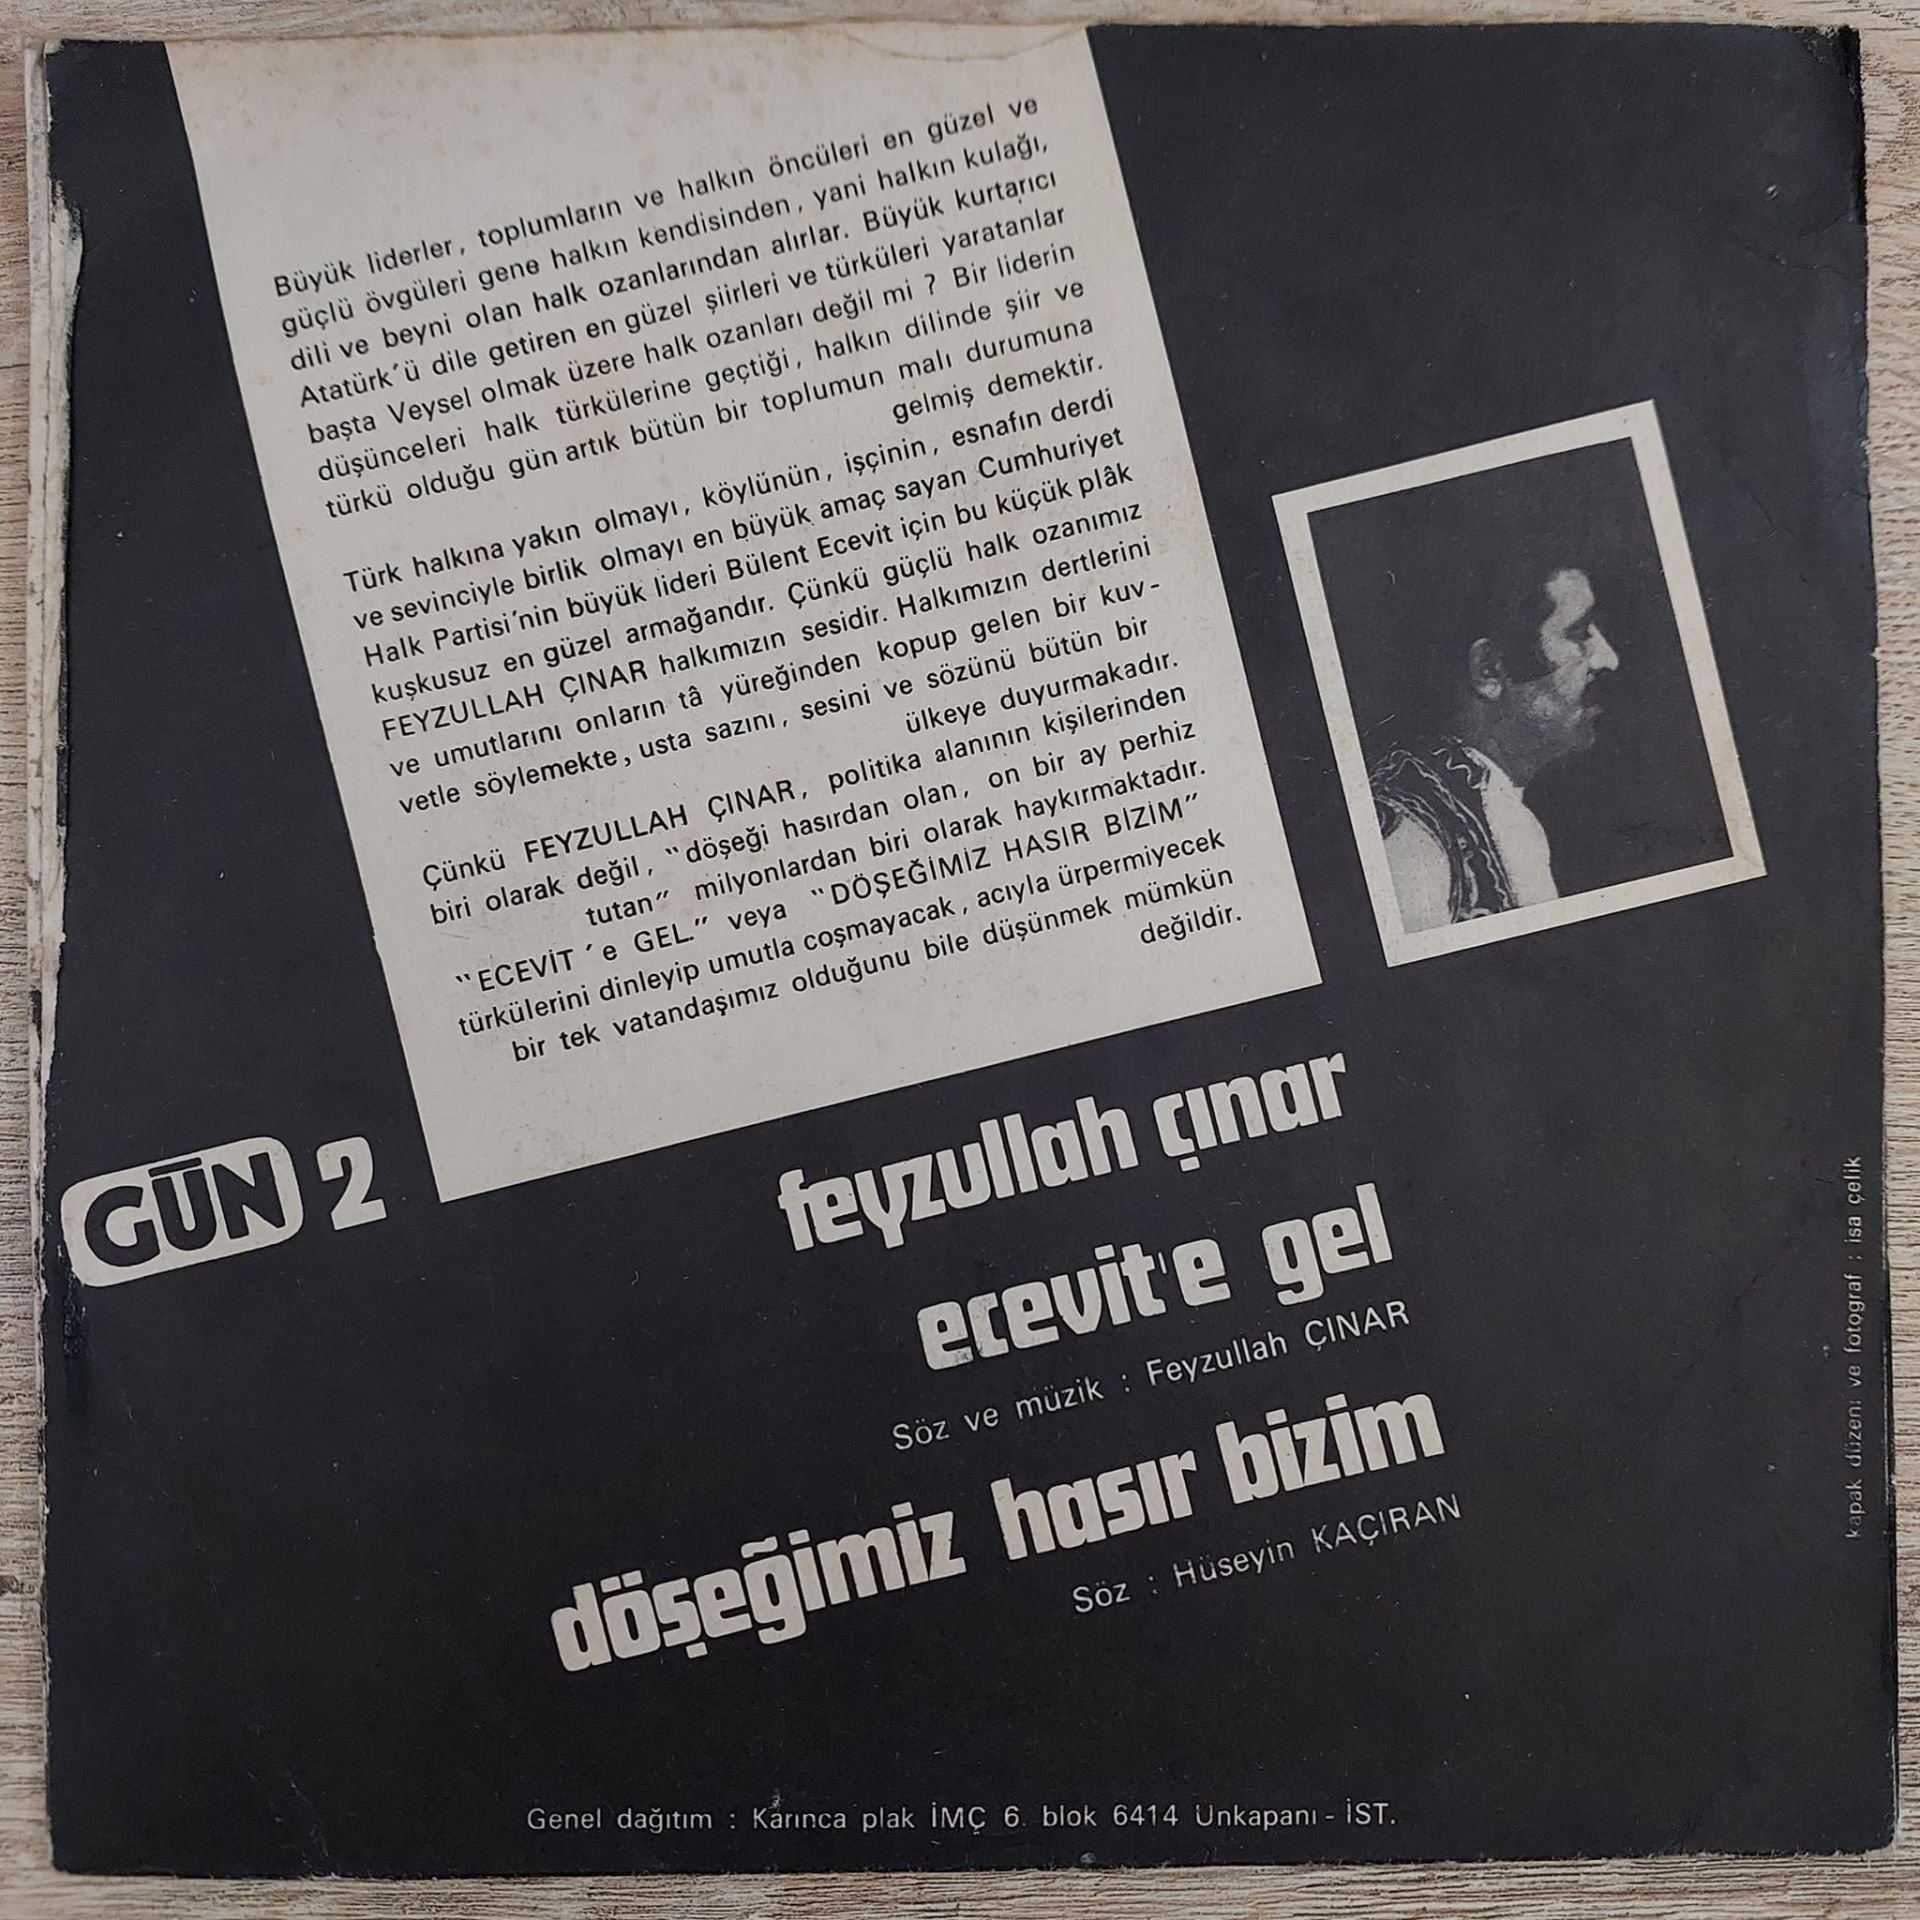 Büyük liderler, toplumların ve halkın öncüleri en güzel ve
güçlü övgüleri gene halkın kendisinden, yani halkın kulağı,
dili ve beyni olan halk ozanlarından alırlar. Büyük kurtarıcı
Atatürk'ü dile getiren en güzel şiirleri ve türküleri yaratanlar
başta Veysel olmak üzere halk ozanları değil mi ? Bir liderin
düşünceleri halk türkülerine geçtiği, halkın dilinde şiir ve
türkü olduğu gün artık bütün bir toplumun malı durumuna
gelmiş demektir.
Türk halkına yakın olmayı, köylünün, işçinin, esnafın derdi
ve sevinciyle birlik olmayı en büyük amaç sayan Cumhuriyet
Halk Partisi'nin büyük lideri Bülent Ecevit için bu küçük plâk
kuşkusuz en güzel armağandır. Çünkü güçlü halk ozanımız
FEYZULLAH ÇINAR halkımızın sesidir. Halkımızın dertlerini
ve umutlarını onların tâ yüreğinden kopup gelen bir kuv-
vetle söylemekte, usta sazını, sesini ve sözünü bütün bir
ülkeye duyurmakadır.
Çünkü FEYZULLAH ÇINAR, politika alanının kişilerinden
biri olarak değil, "döşeği hasırdan olan, on bir ay perhiz
tutan" milyonlardan biri olarak haykırmaktadır.
"ECEVİT 'e GEL." veya "DÖŞEĞİMİZ HASIR BİZİM"
türkülerini dinleyip umutla coşmayacak, acıyla ürpermiyecek
bir tek vatandaşımız olduğunu bile düşünmek mümkün
değildir.
GÜN 2
feyzullah çınar
ecevit'e gel
Söz ve müzik : Feyzullah ÇINAR
döşeğimiz hasır bizim
Söz : Hüseyin KAÇIRAN
kapak düzeni ve fotograf : isa çelik
Genel dağıtım : Karınca plak İMÇ 6. blok 6414 Unkapanı - İST.